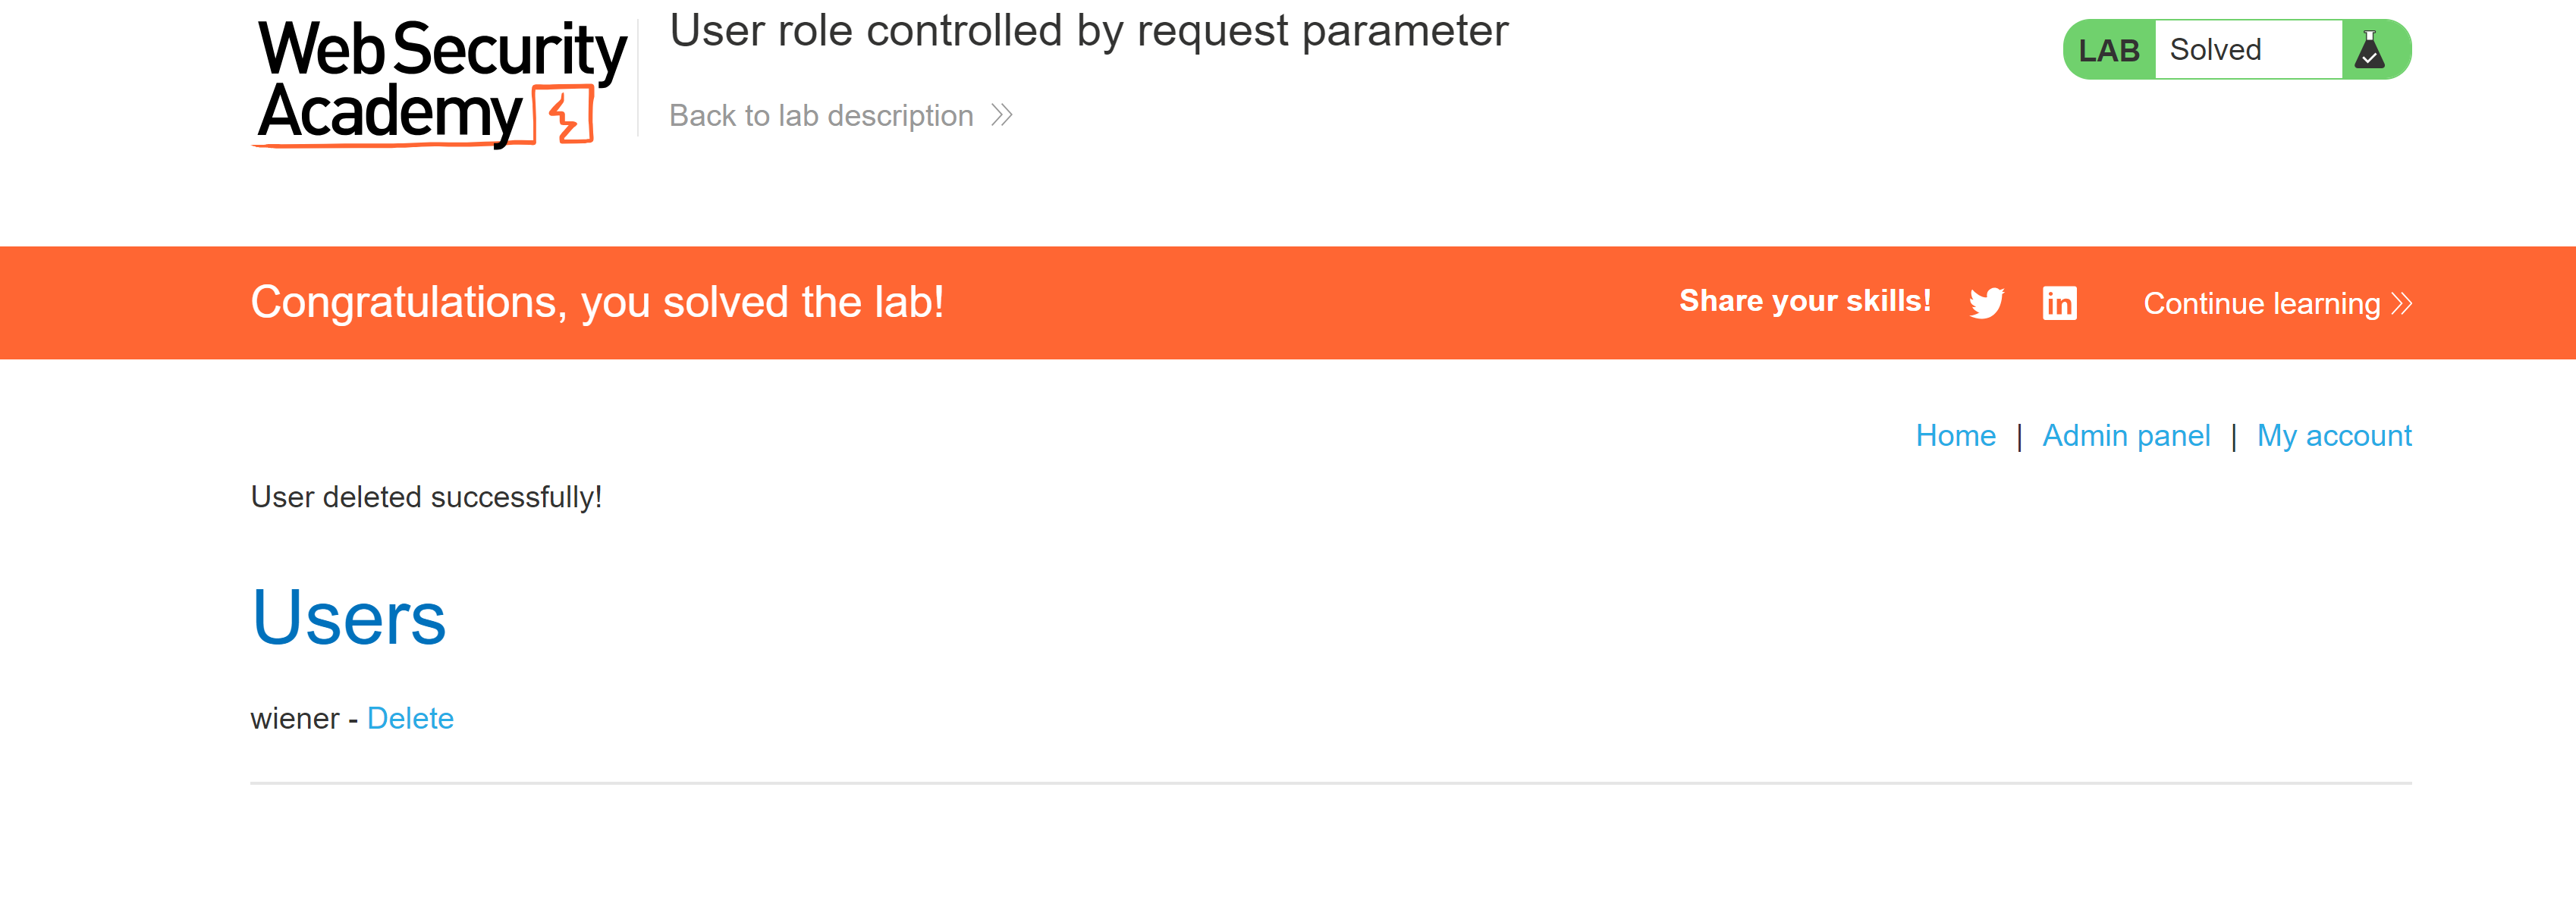 Web Security
Academy
User role controlled by request parameter
Back to lab description
LAB Solved
Congratulations, you solved the lab!
Share your skills!
in
Continue learning
Home | Admin panel | My account
User deleted successfully!
Users
wiener - Delete